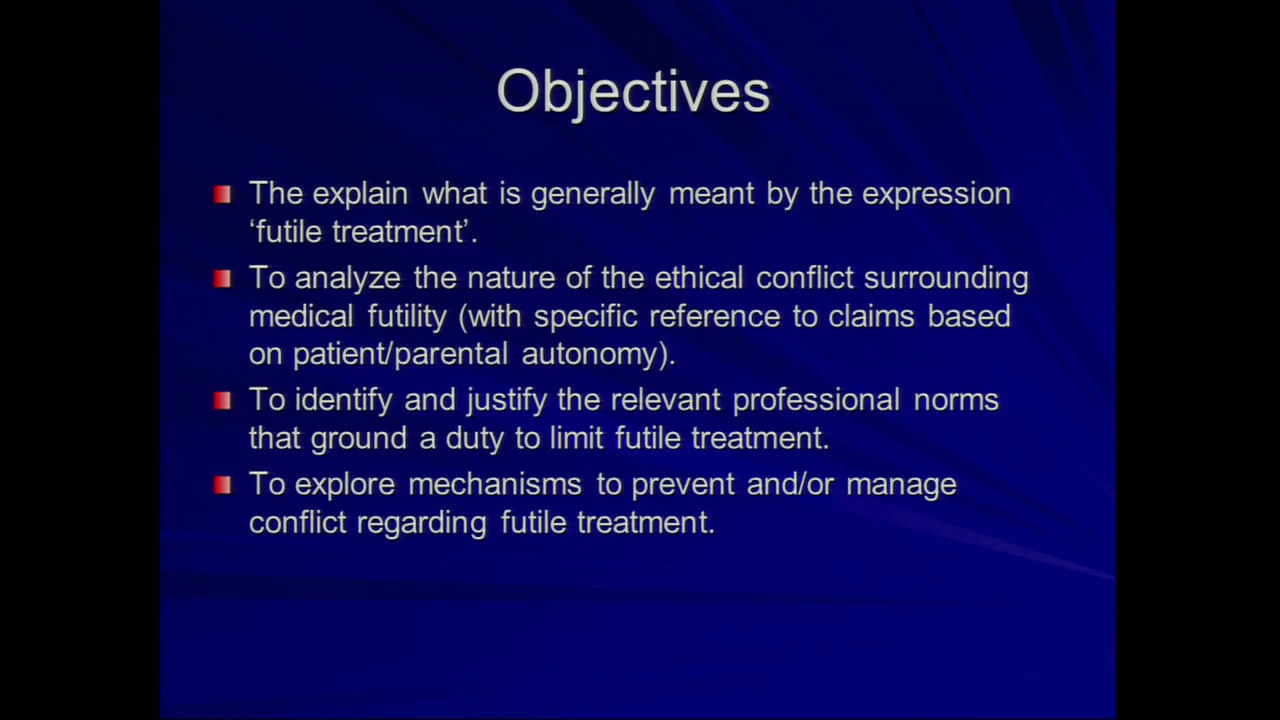 Objectives
The explain what is generally meant by the expression
‘futile treatment’.
To analyze the nature of the ethical conflict surrounding
medical futility (with specific reference to claims based
on patient/parental autonomy).
To identify and justify the relevant professional norms
that ground a duty to limit futile treatment.
To explore mechanisms to prevent and/or manage
conflict regarding futile treatment.